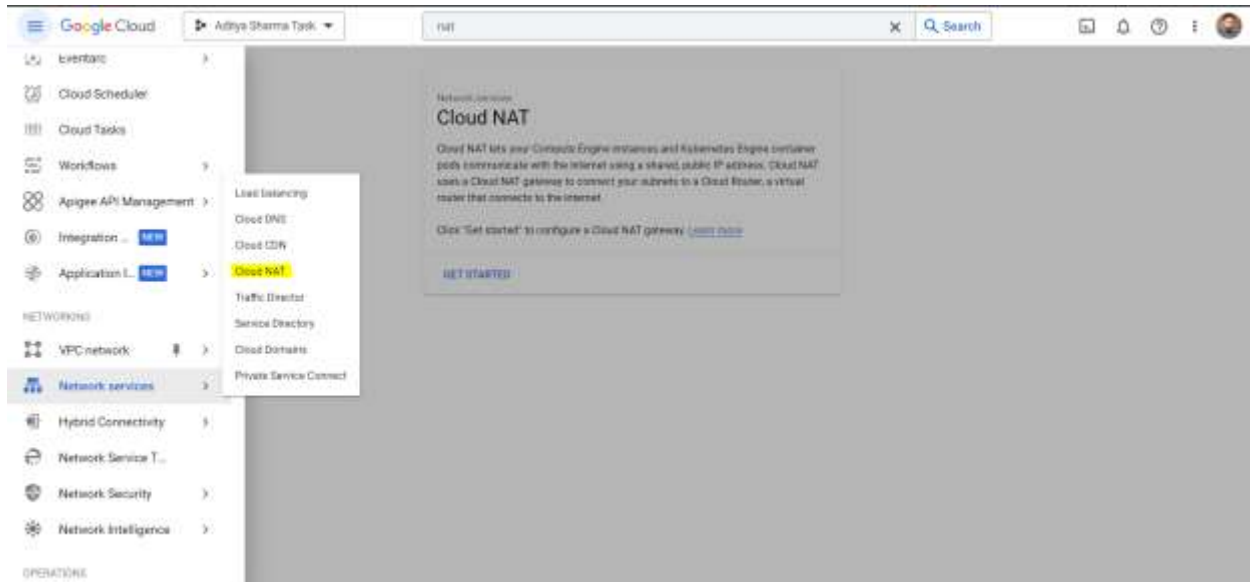 Google Cloud
Aditya Sharma Task
nat
Search
Eventarc
Cloud Scheduler
Cloud Tasks
Workflows
Apigee API Management
Integration ... NEW
Application I... NEW
NETWORKING
VPC network
Network services
Hybrid Connectivity
Network Service T...
Network Security
Network Intelligence
OPERATIONS
Load balancing
Cloud DNS
Cloud CDN
Cloud NAT
Traffic Director
Service Directory
Cloud Domains
Private Service Connect
Network services
Cloud NAT
Cloud NAT lets your Compute Engine instances and Kubernetes Engine container
pods communicate with the internet using a shared, public IP address. Cloud NAT
uses a Cloud NAT gateway to connect your subnets to a Cloud Router, a virtual
router that connects to the internet.
Click "Get started" to configure a Cloud NAT gateway. Learn more
GET STARTED